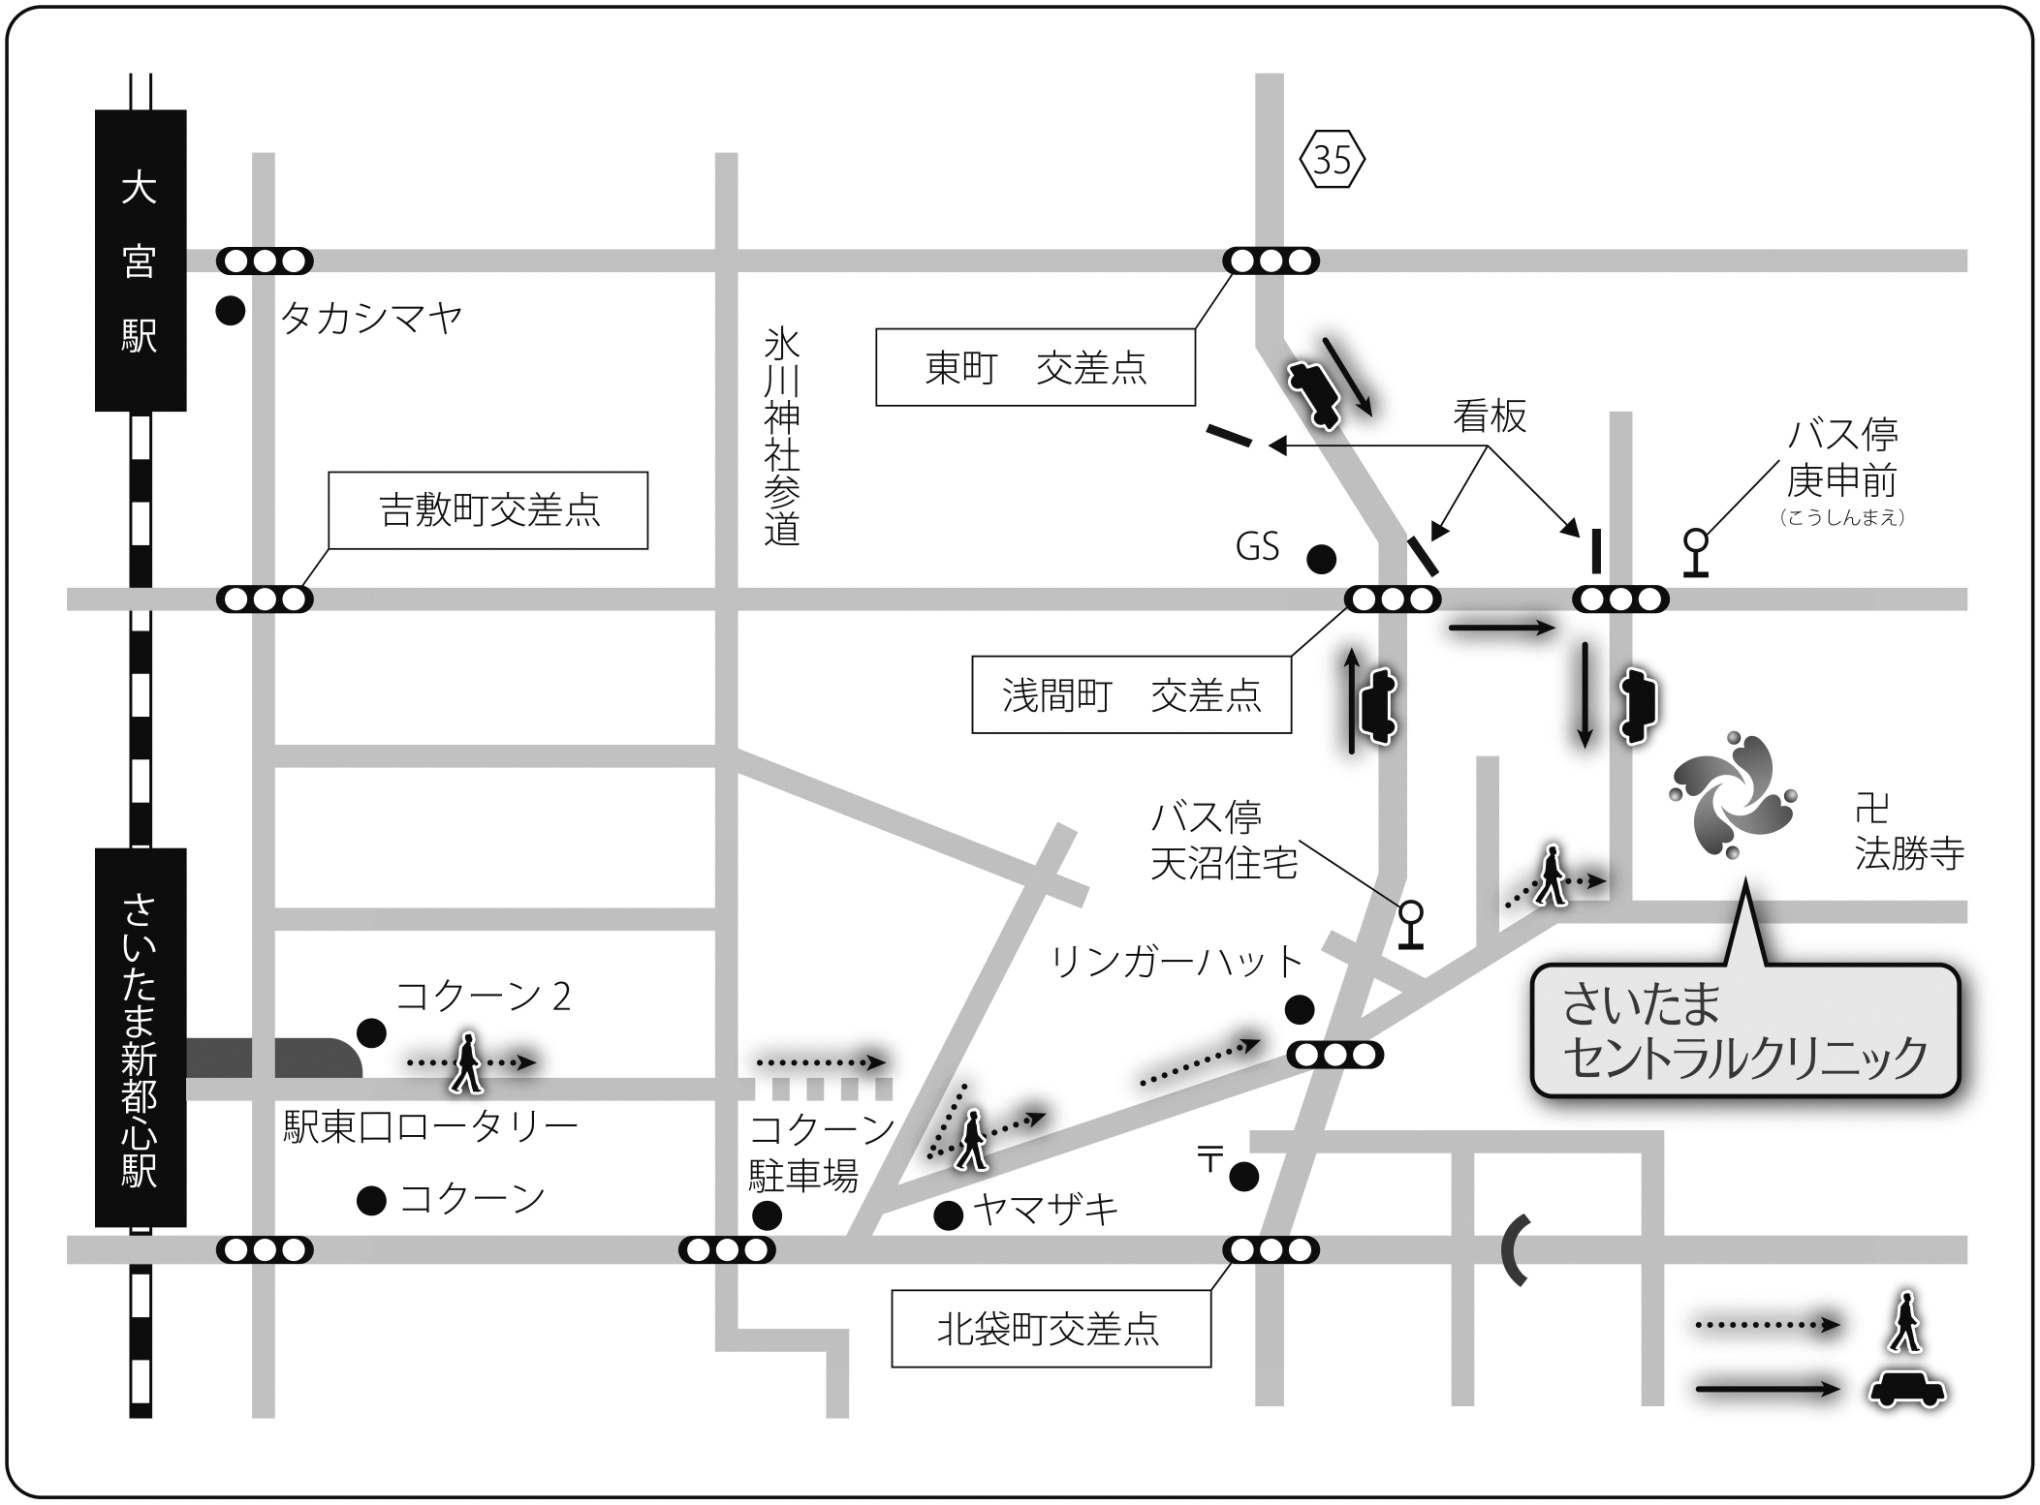 大宮駅
35
タカシマヤ
氷川神社参道
東町　交差点
看板
バス停
庚申前
(こうしんまえ)
吉敷町交差点
GS
浅間町　交差点
バス停
天沼住宅
卍
法勝寺
さいたま新都心駅
リンガーハット
コクーン 2
さいたま
セントラルクリニック
駅東口ロータリー
コクーン
駐車場
〒
コクーン
ヤマザキ
北袋町交差点